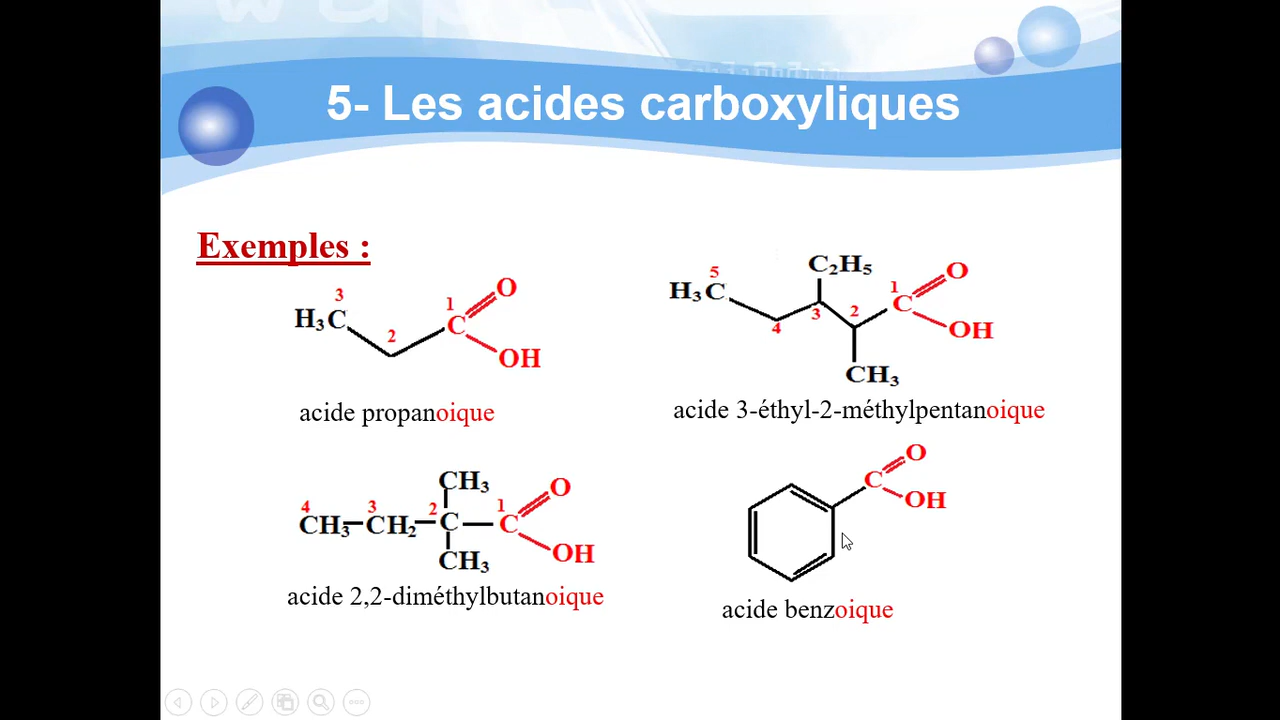 5- Les acides carboxyliques
Exemples :
3
H₃C
2
1
C
O
OH
acide propanoique
5
H₃C
4
C₂H₅
3
2
1
C
O
OH
CH₃
acide 3-éthyl-2-méthylpentanoique
4 3 2 1
CH₃
CH₃ CH₂ C C
O
OH
CH₃
acide 2,2-diméthylbutanoique
C
O
OH
acide benzoique